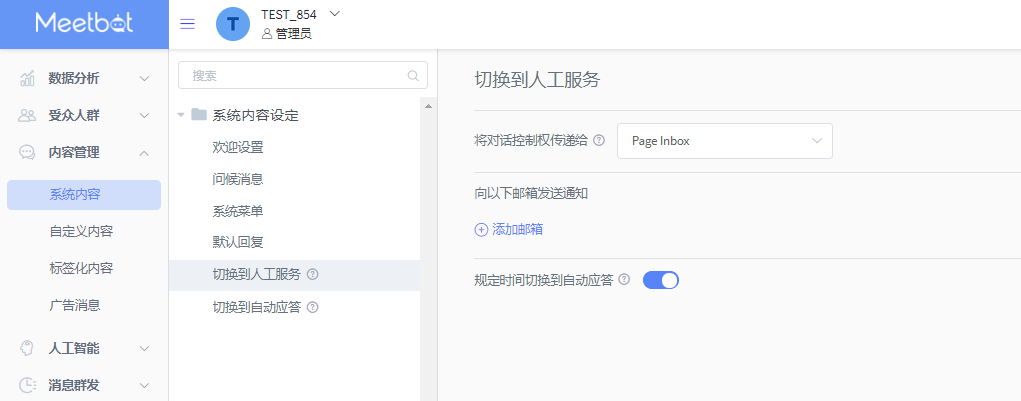 Meetbot
T
TEST_854
管理员
数据分析
受众人群
内容管理
系统内容
自定义内容
标签化内容
广告消息
人工智能
消息群发
搜索
系统内容设定
欢迎设置
问候消息
系统菜单
默认回复
切换到人工服务 ?
切换到自动应答 ?
切换到人工服务
将对话控制权传递给 ? Page Inbox
向以下邮箱发送通知
添加邮箱
规定时间切换到自动应答 ?